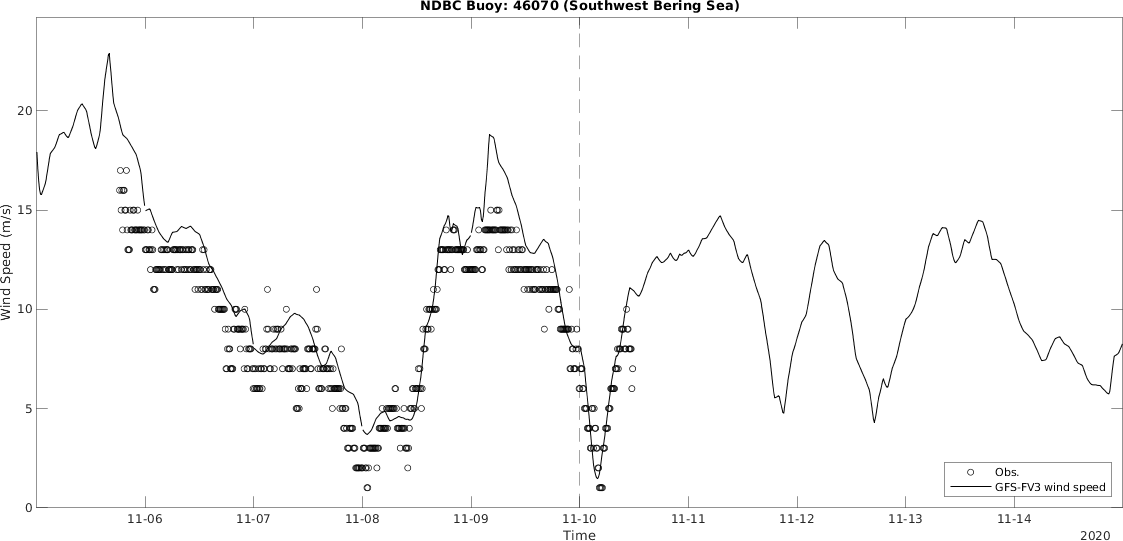 NDBC Buoy: 46070 (Southwest Bering Sea)
20
15
10
5
0
Wind Speed (m/s)
Obs.
GFS-FV3 wind speed
11-06 11-07 11-08 11-09 11-10 11-11 11-12 11-13 11-14
Time
2020